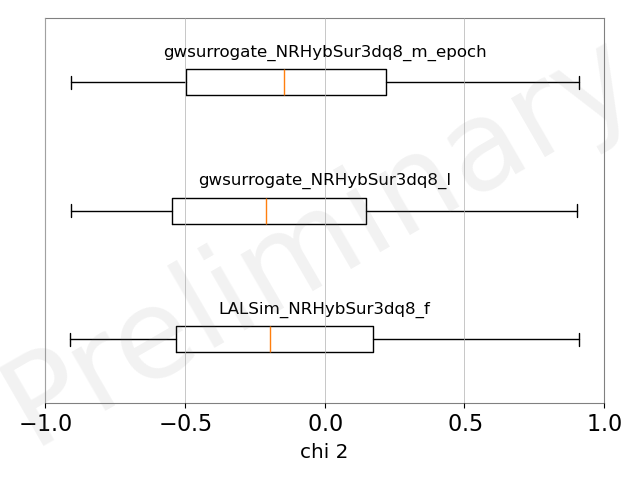 gwsurrogate_NRHybSur3dq8_m_epoch
gwsurrogate_NRHybSur3dq8_l
LALSim_NRHybSur3dq8_f
Preliminary
−1.0 −0.5 0.0 0.5 1.0
chi 2